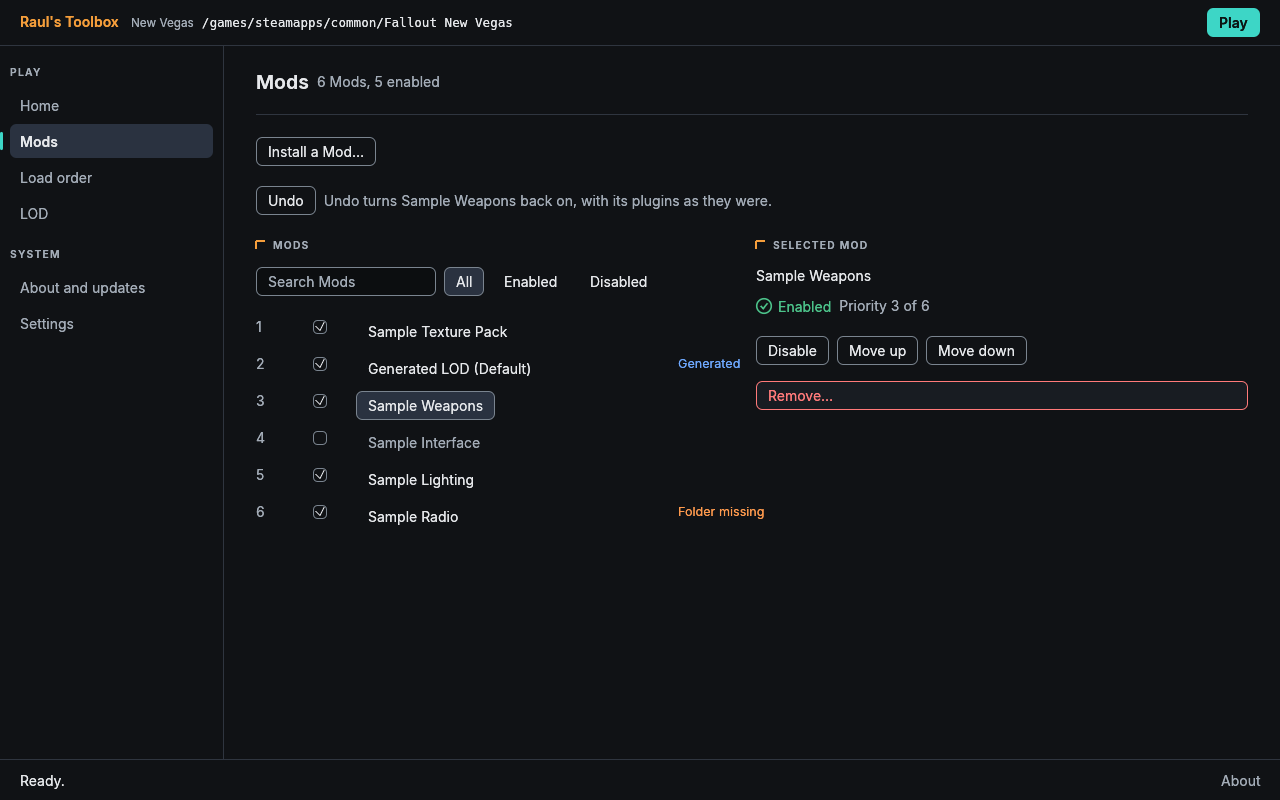 Raul's Toolbox New Vegas /games/steamapps/common/Fallout New Vegas Play
PLAY
Home
Mods
Load order
LOD
SYSTEM
About and updates
Settings
Mods 6 Mods, 5 enabled
Install a Mod...
Undo Undo turns Sample Weapons back on, with its plugins as they were.
MODS
Search Mods All Enabled Disabled
1 Sample Texture Pack
2 Generated LOD (Default) Generated
3 Sample Weapons
4 Sample Interface
5 Sample Lighting
6 Sample Radio Folder missing
SELECTED MOD
Sample Weapons
Enabled Priority 3 of 6
Disable Move up Move down
Remove...
Ready. About